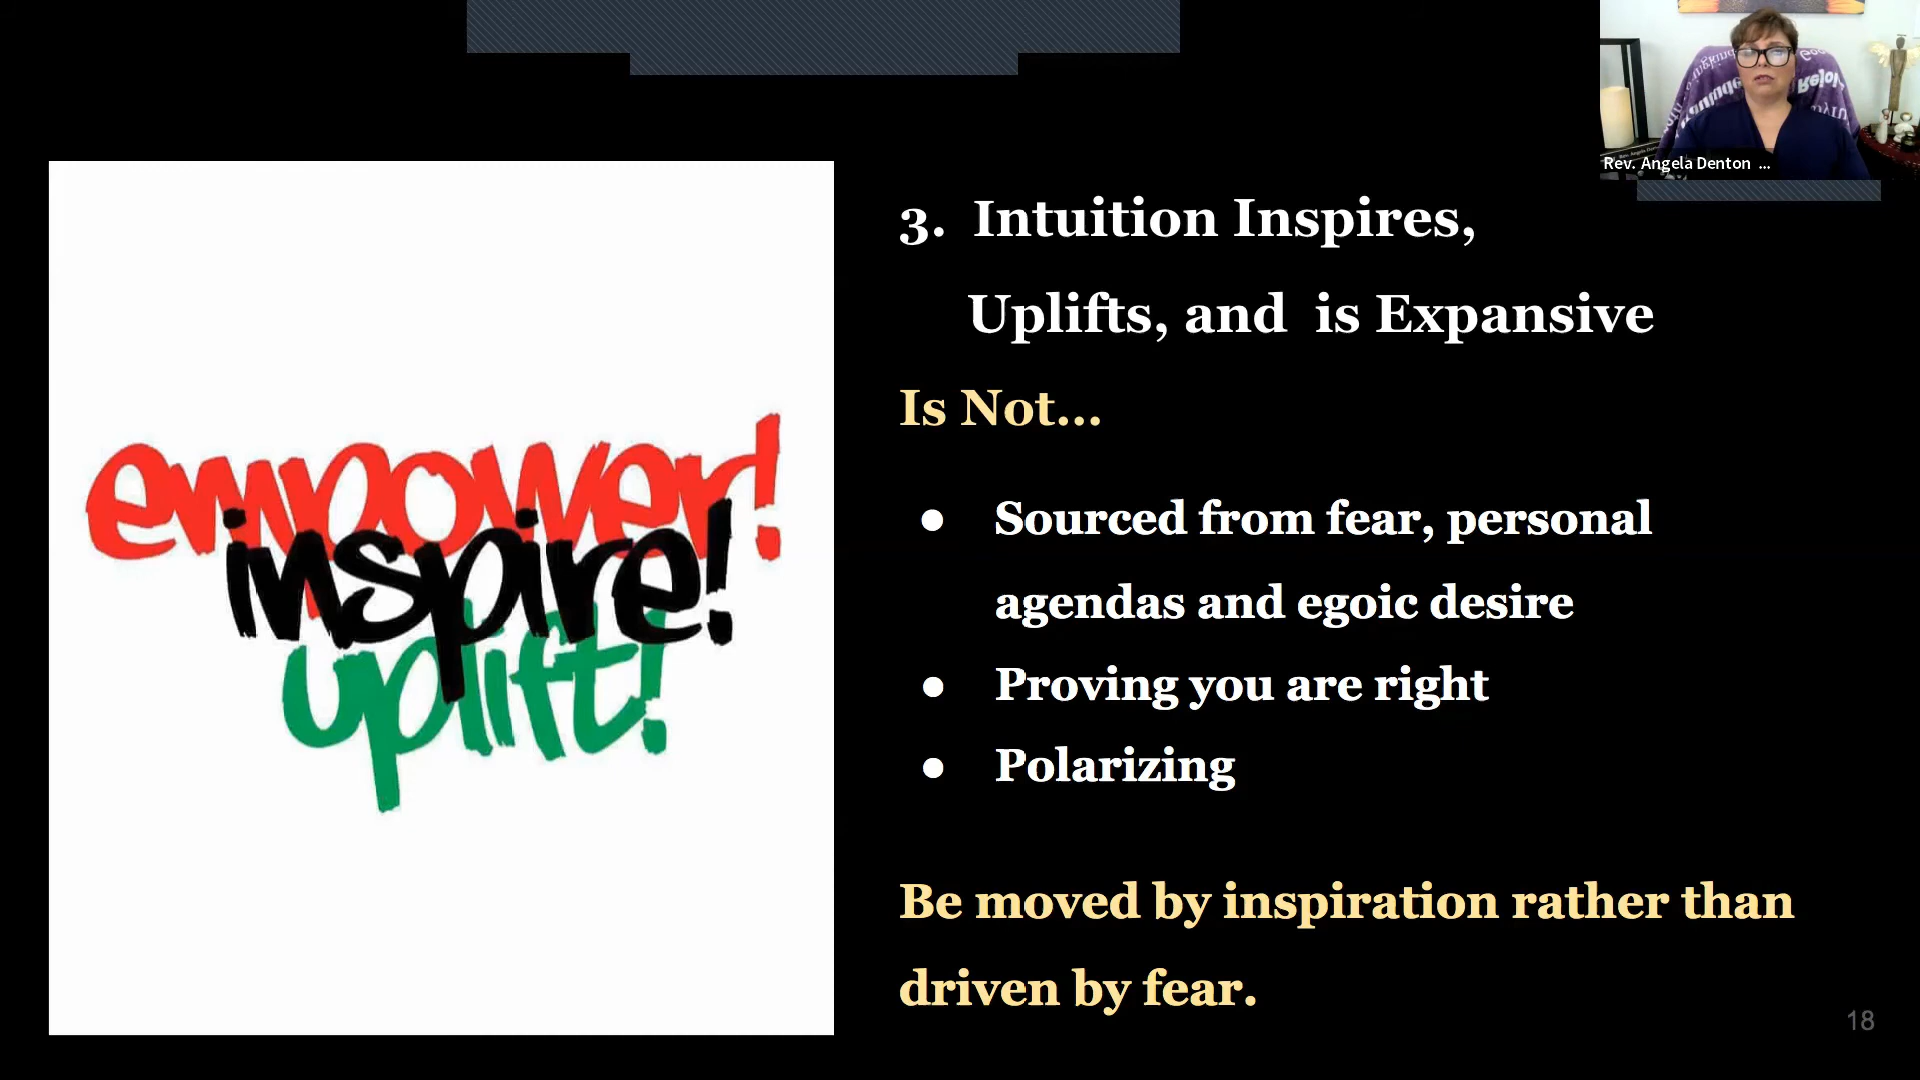 Rev. Angela Denton ...
Rejoi
3. Intuition Inspires,
Uplifts, and is Expansive
Is Not...
● Sourced from fear, personal
agendas and egoic desire
● Proving you are right
● Polarizing
Be moved by inspiration rather than
driven by fear.
empower!
inspire!
uplift!
18